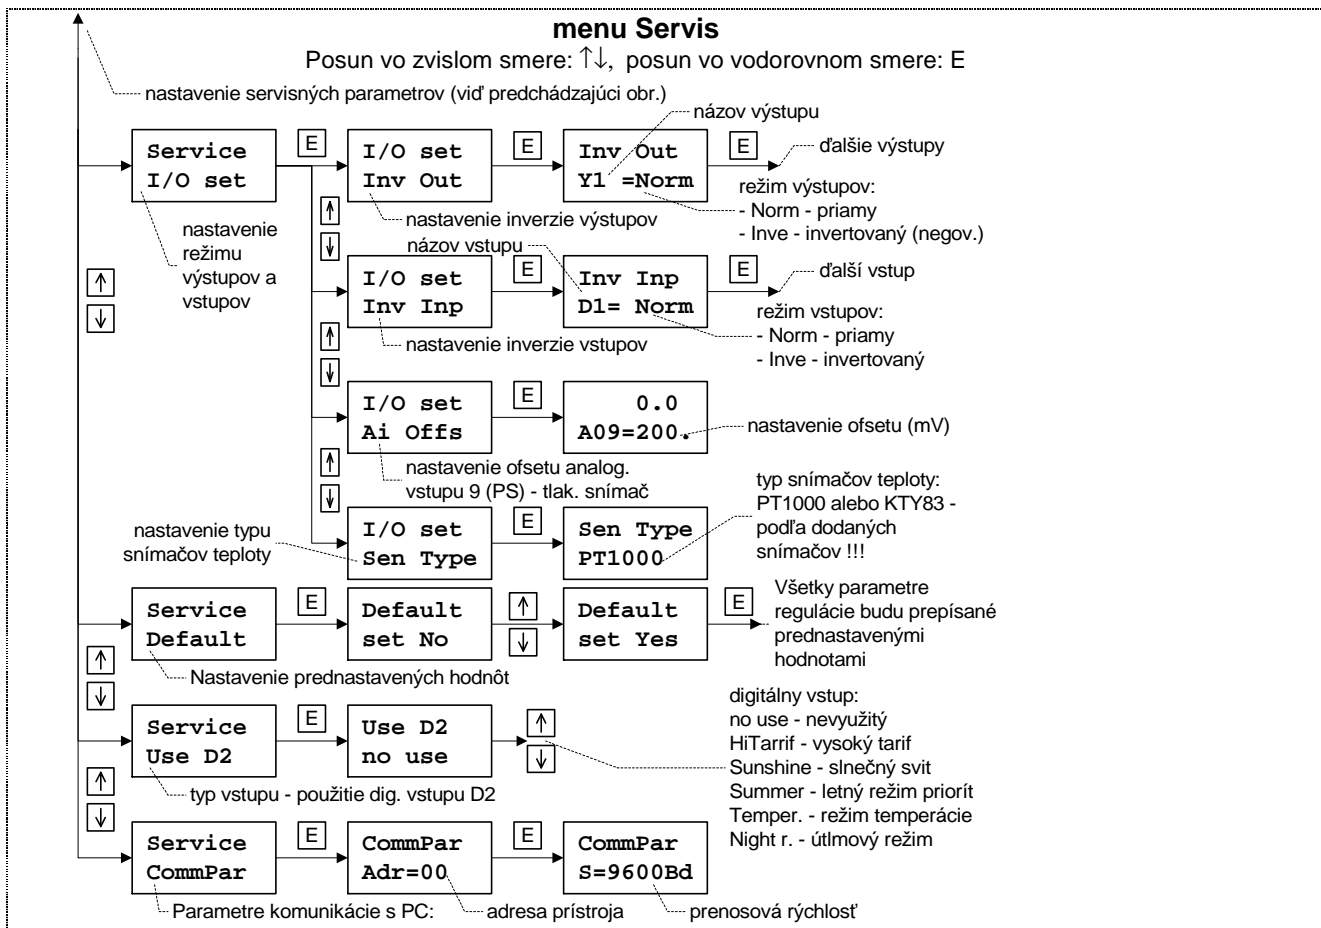 menu Servis
Posun vo zvislom smere: ↑↓, posun vo vodorovnom smere: E
nastavenie servisných parametrov (viď predchádzajúci obr.)
názov výstupu
Service
I/O set
E
I/O set
Inv Out
E
Inv Out
Y1 =Norm
E
ďalšie výstupy
nastavenie
režimu
výstupov a
vstupov
↑
↓
nastavenie inverzie výstupov
režim výstupov:
- Norm - priamy
- Inve - invertovaný (negov.)
názov vstupu
↑
↓
I/O set
Inv Inp
E
Inv Inp
D1= Norm
E
ďalší vstup
nastavenie inverzie vstupov
režim vstupov:
- Norm - priamy
- Inve - invertovaný
↑
↓
↑
↓
I/O set
Ai Offs
E
0.0
A09=200.
nastavenie ofsetu (mV)
nastavenie ofsetu analog.
vstupu 9 (PS) - tlak. snímač
↑
↓
typ snímačov teploty:
PT1000 alebo KTY83 -
podľa dodaných
snímačov !!!
nastavenie typu
snímačov teploty
I/O set
Sen Type
E
Sen Type
PT1000
Service
Default
E
Default
set No
↑
↓
Default
set Yes
E
Všetky parametre
regulácie budu prepísané
prednastavenými
hodnotami
Nastavenie prednastavených hodnôt
↑
↓
Service
Use D2
E
Use D2
no use
↑
↓
digitálny vstup:
no use - nevyužitý
HiTarrif - vysoký tarif
Sunshine - slnečný svit
Summer - letný režim priorít
Temper. - režim temperácie
Night r. - útlmový režim
typ vstupu - použitie dig. vstupu D2
↑
↓
Service
CommPar
E
CommPar
Adr=00
E
CommPar
S=9600Bd
Parametre komunikácie s PC:
adresa prístroja
prenosová rýchlosť